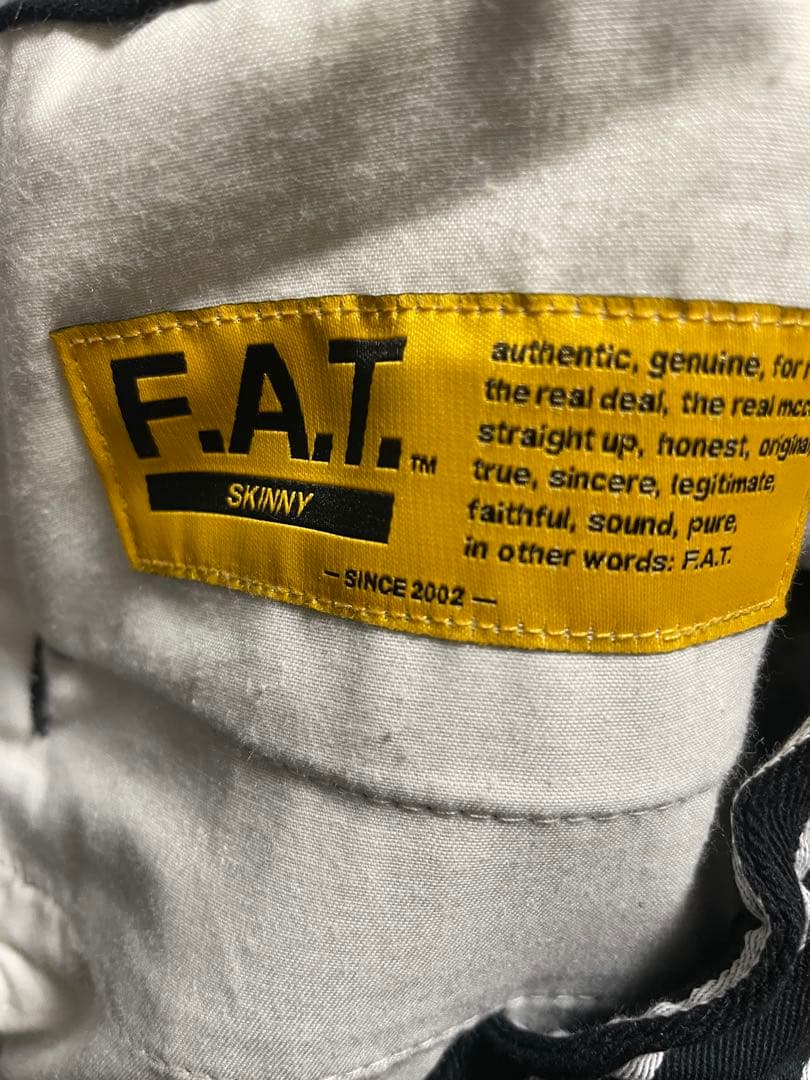 F.A.T.™
SKINNY
— SINCE 2002 —
authentic, genuine, for
the real deal, the real
straight up, honest, original,
true, sincere, legitimate,
faithful, sound, pure,
in other words: F.A.T.